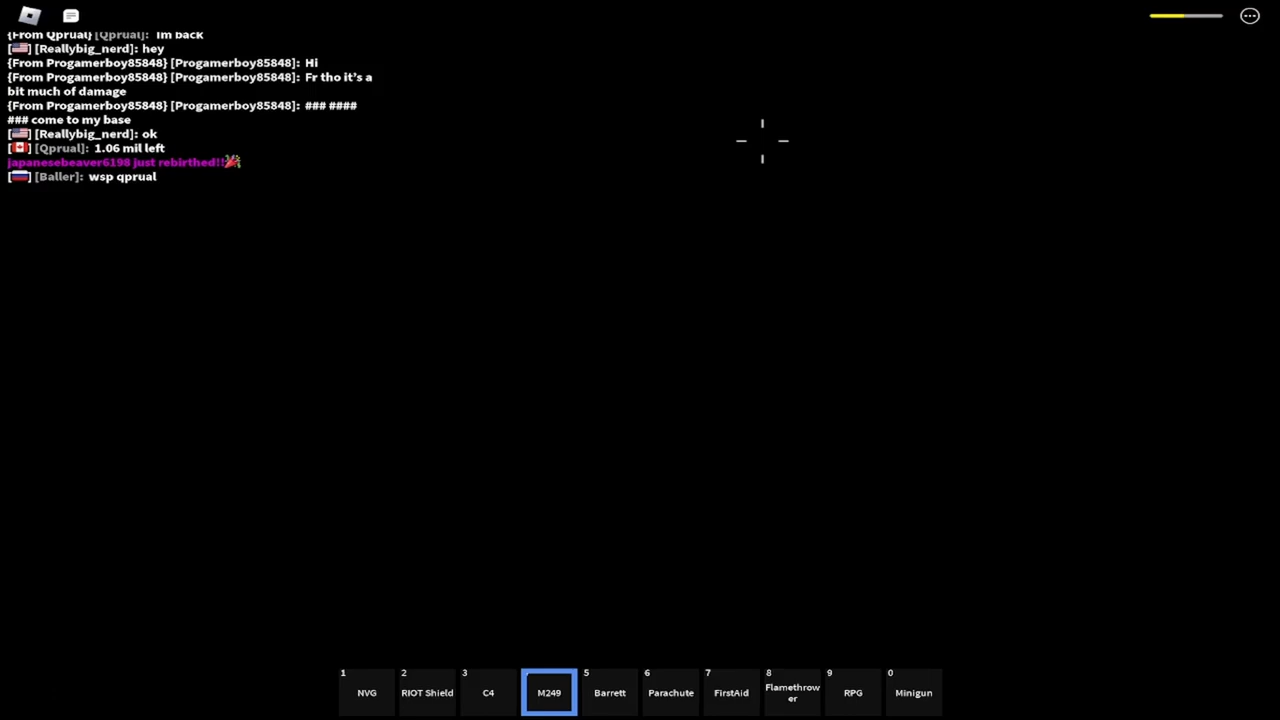 {From Qprual} [Qprual]: Im back
[🇺🇸] [Reallybig_nerd]: hey
{From Progamerboy85848} [Progamerboy85848]: Hi
{From Progamerboy85848} [Progamerboy85848]: Fr tho it's a
bit much of damage
{From Progamerboy85848} [Progamerboy85848]: ### ####
### come to my base
[🇺🇸] [Reallybig_nerd]: ok
[🇨🇦] [Qprual]: 1.06 mil left
japanesebeaver6198 just rebirthed!!🎉
[🇷🇺] [Baller]: wsp qprual
1 NVG
2 RIOT Shield
3 C4
M249
5 Barrett
6 Parachute
7 FirstAid
8 Flamethrow
er
9 RPG
0 Minigun